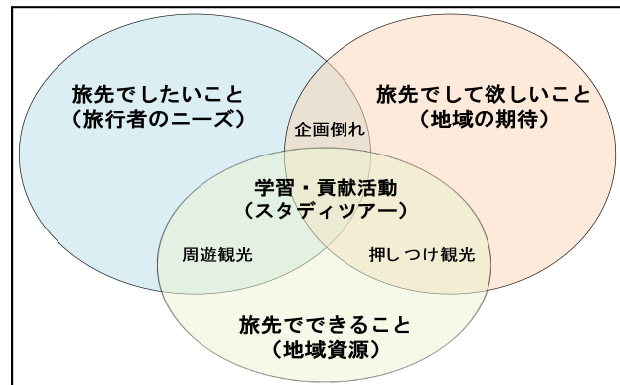 旅先でしたいこと
（旅行者のニーズ）
旅先でして欲しいこと
（地域の期待）
企画倒れ
学習・貢献活動
（スタディツアー）
周遊観光
押しつけ観光
旅先でできること
（地域資源）